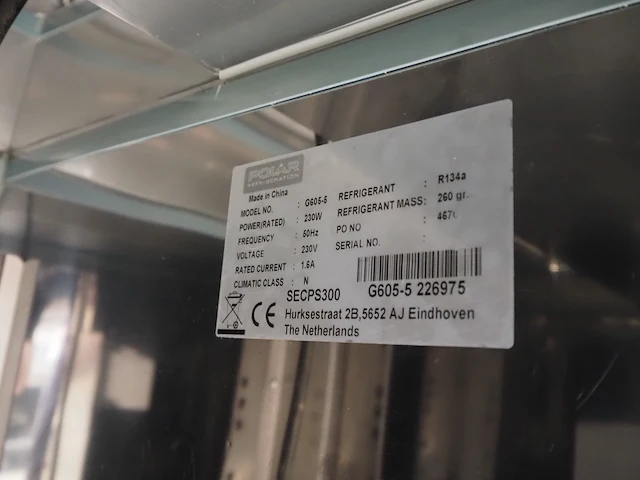 POLAR
REFRIGERATION
Made in China
MODEL NO. : G605-5
POWER(RATED) : 230W
FREQUENCY : 50Hz
VOLTAGE : 230V
RATED CURRENT : 1.6A
CLIMATIC CLASS : N
REFRIGERANT : R134a
REFRIGERANT MASS: 260 gr.
PO NO :
SERIAL NO. :
SECPS300
G605-5 226975
Hurksestraat 2B,5652 AJ Eindhoven
The Netherlands
CE